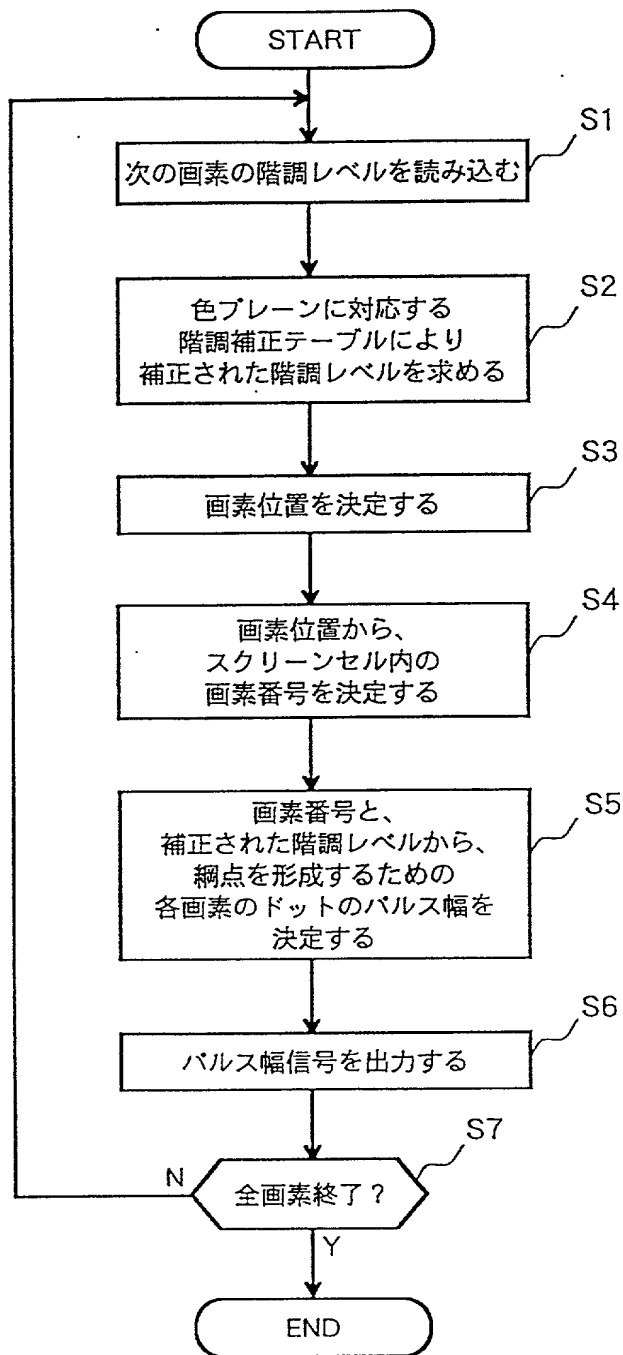 START
S1
次の画素の階調レベルを読み込む
S2
色プレーンに対応する
階調補正テーブルにより
補正された階調レベルを求める
S3
画素位置を決定する
S4
画素位置から、
スクリーンセル内の
画素番号を決定する
S5
画素番号と、
補正された階調レベルから、
綱点を形成するための
各画素のドットのパルス幅を
決定する
S6
パルス幅信号を出力する
S7
N
全画素終了？
Y
END